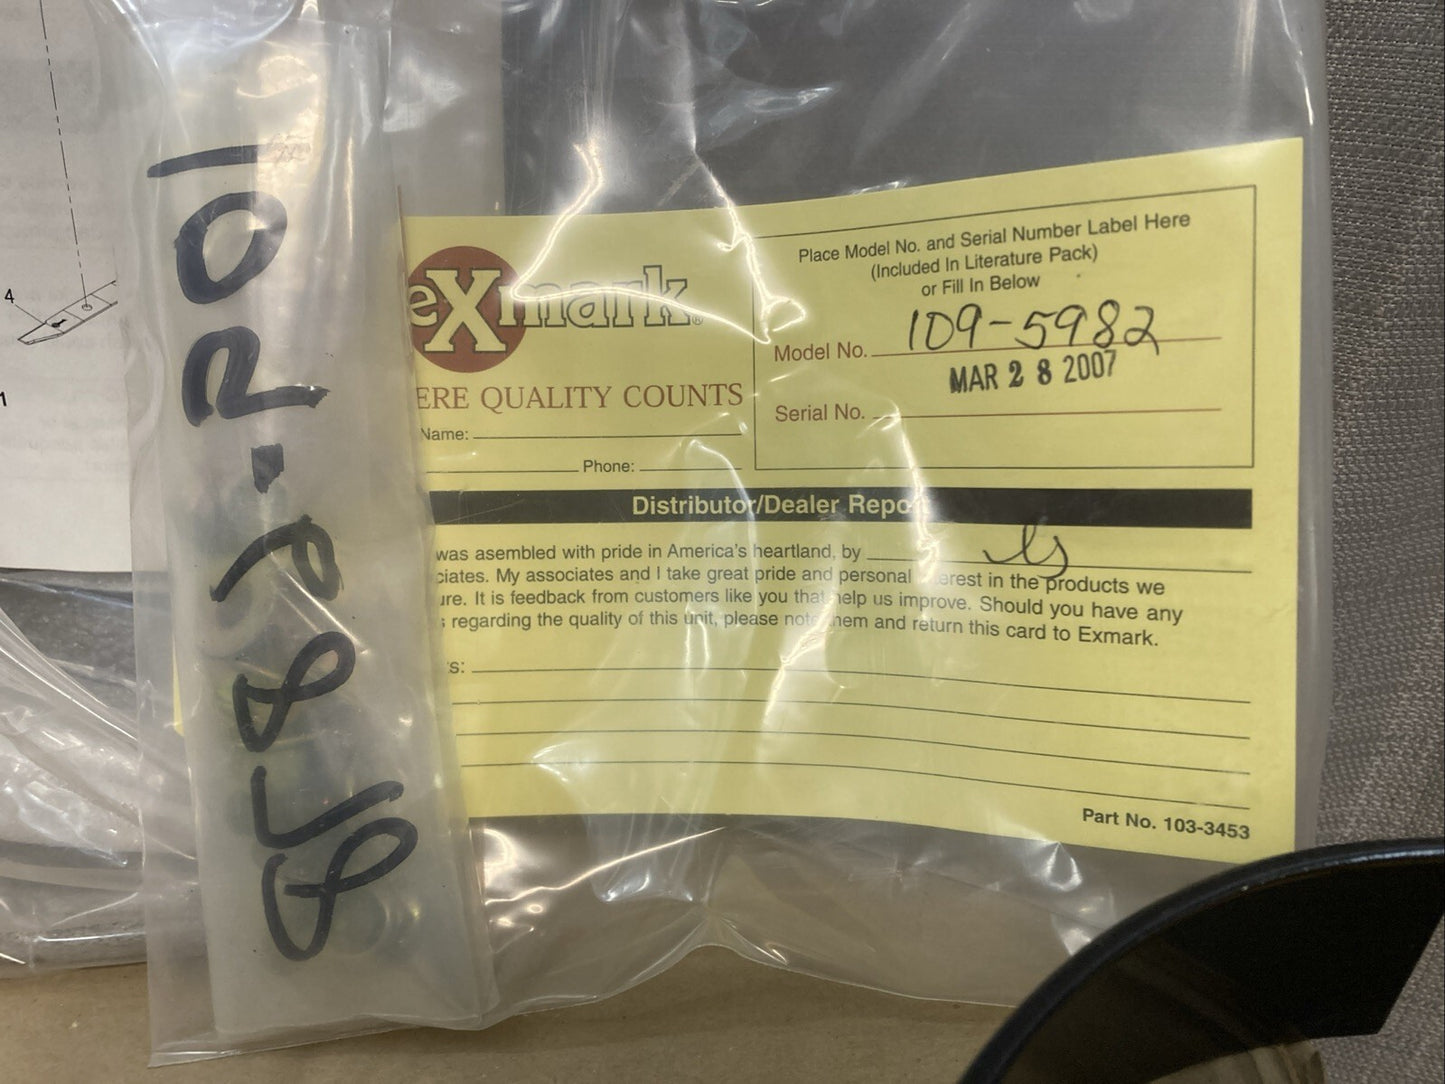 4
1
109-5982
eXmark®
ERE QUALITY COUNTS
Name:
Phone:
Place Model No. and Serial Number Label Here
(Included In Literature Pack)
or Fill In Below
Model No. 109-5982
MAR 28 2007
Serial No.
Distributor/Dealer Report
was asembled with pride in America's heartland, by
ciates. My associates and I take great pride and personal interest in the products we
ure. It is feedback from customers like you that help us improve. Should you have any
s regarding the quality of this unit, please note them and return this card to Exmark.
s:
Part No. 103-3453